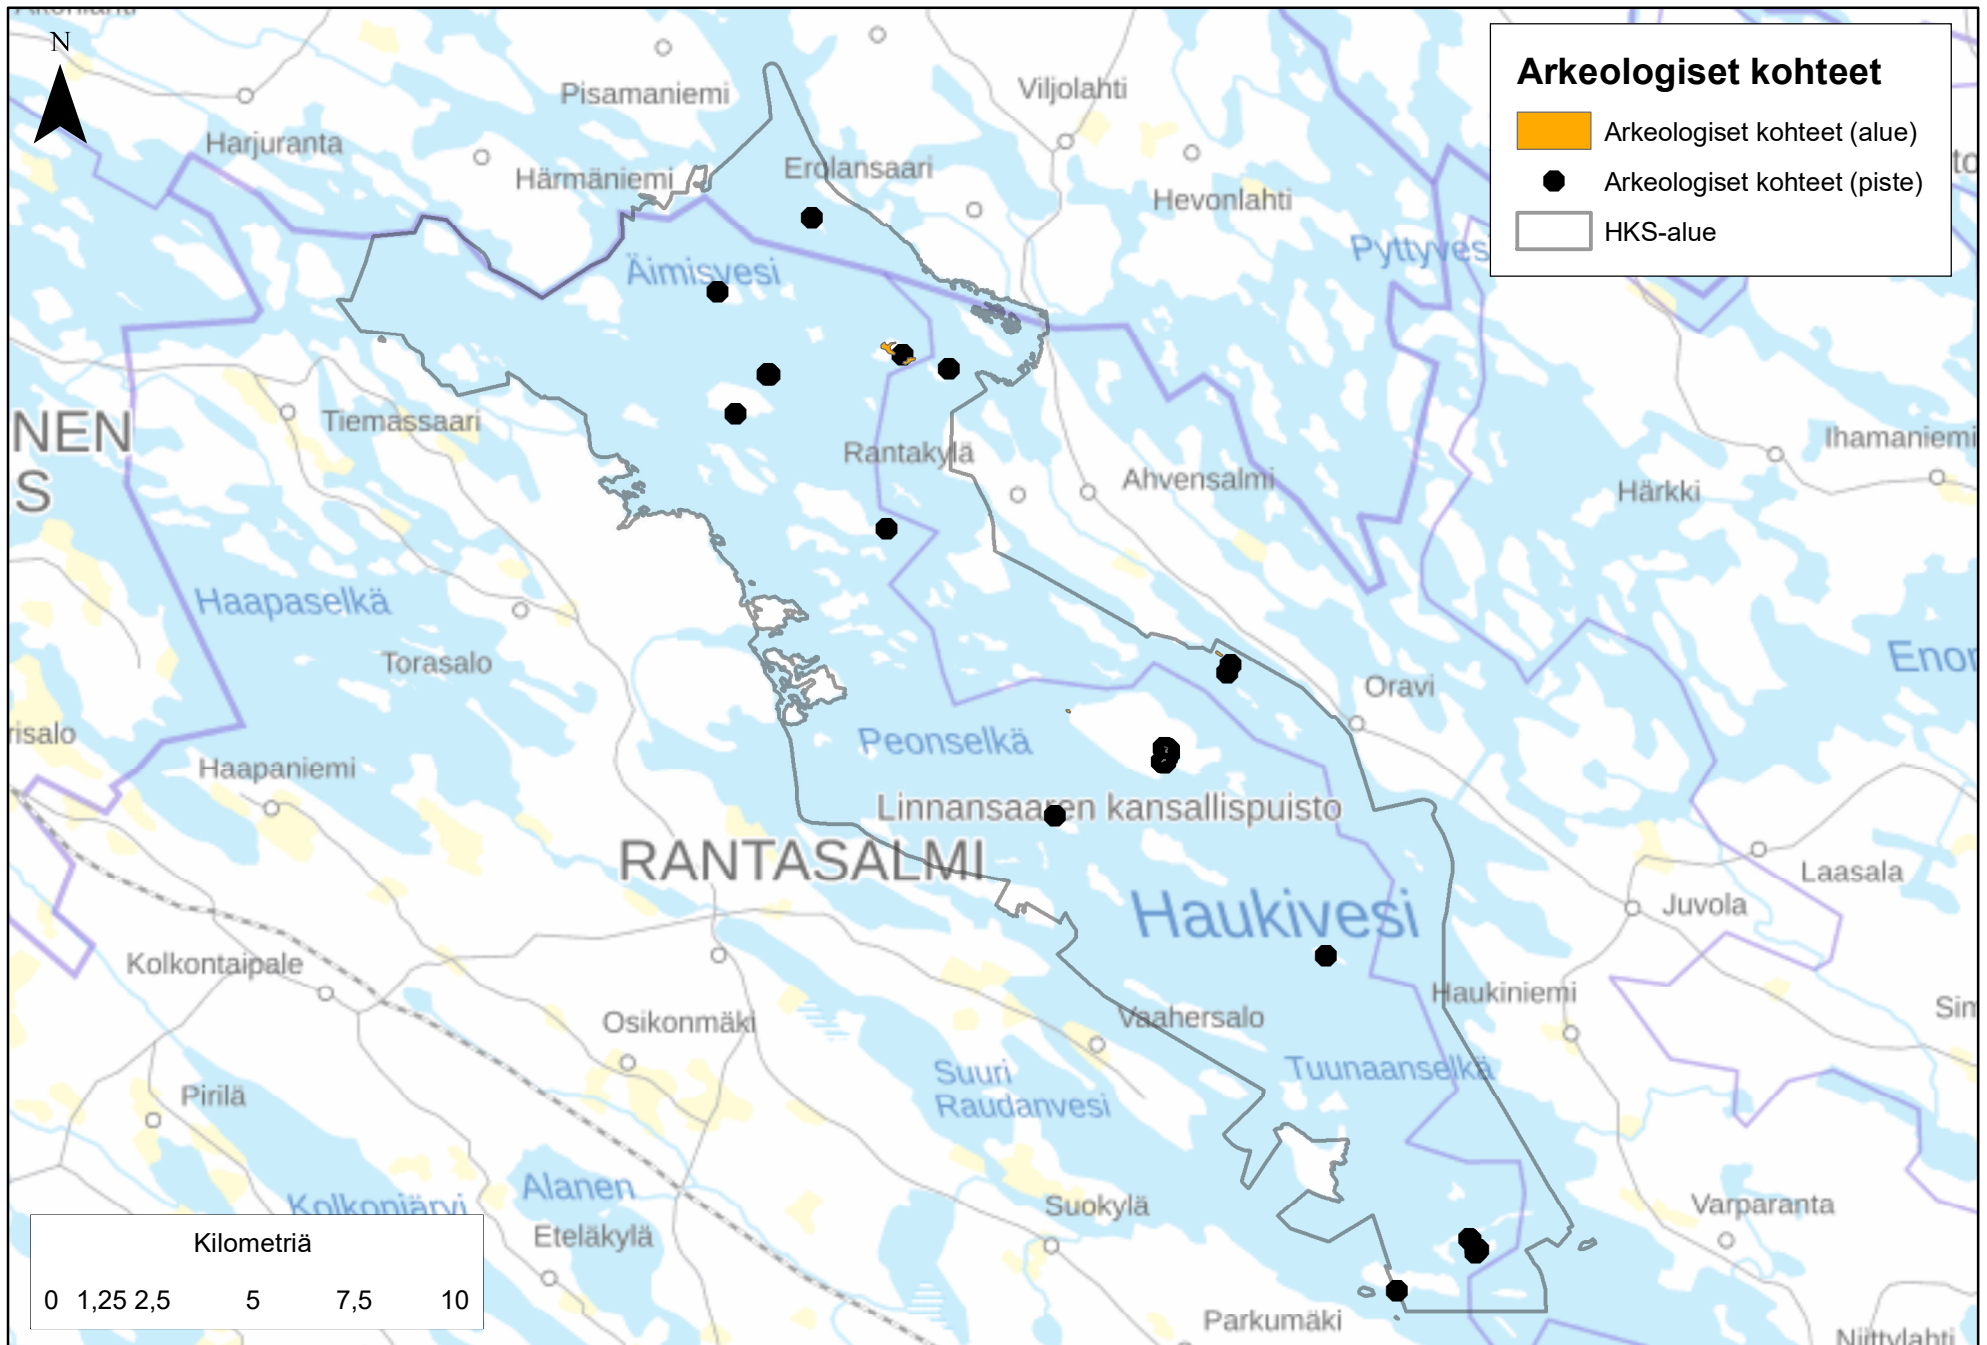 N
Pisamaniemi
Viljolahti
Harjuranta
Härmäniemi
Erolansaari
Hevonlahti
Pyttyves
Äimisvesi
Arkeologiset kohteet
Arkeologiset kohteet (alue)
Arkeologiset kohteet (piste)
HKS-alue
to
NEN
S
Tiemassaari
Rantakylä
Ahvensalmi
Ihamaniemi
Härkki
Haapaselkä
Torasalo
Oravi
Enon
risalo
Peonselkä
Haapaniemi
Linnansaaren kansallispuisto
RANTASALMI
Haukivesi
Laasala
Juvola
Kolkontaipale
Osikonmäki
Vaahersalo
Haukiniemi
Sim
Tuunaanselkä
Suuri
Raudanvesi
Pirilä
Alanen
Kolkonjärvi
Suokylä
Varparanta
Eteläkylä
Parkumäki
Niittylahti
Kilometriä
0 1,25 2,5 5 7,5 10